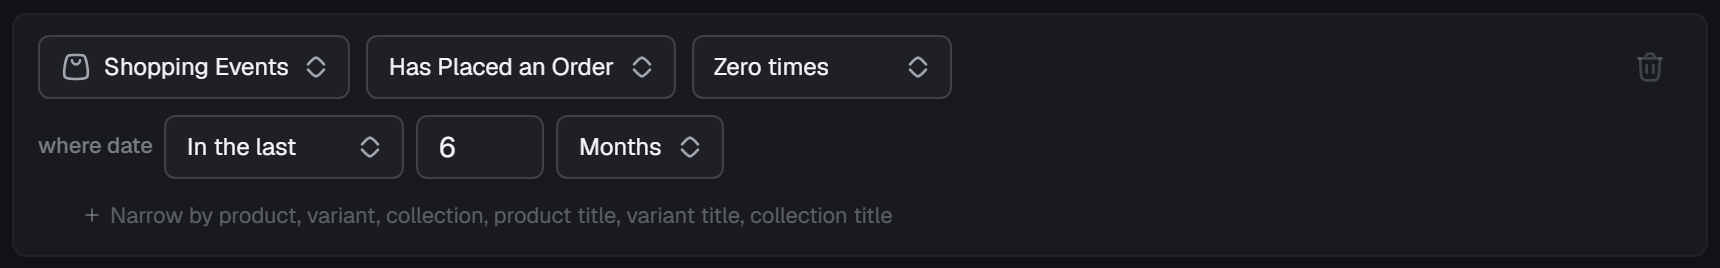 Shopping Events Has Placed an Order Zero times
where date In the last 6 Months
+ Narrow by product, variant, collection, product title, variant title, collection title